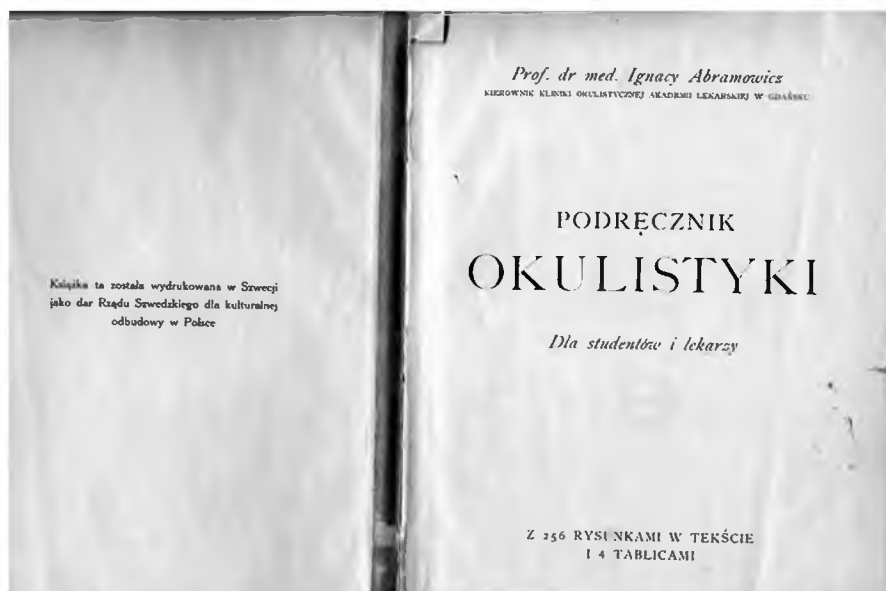 Książka ta została wydrukowana w Szwecji
jako dar Rządu Szwedzkiego dla kulturalnej
odbudowy w Polsce
Prof. dr med. Ignacy Abramowicz
KIEROWNIK KLINIKI OKULISTYCZNEJ AKADEMII LEKARSKIEJ W GDAŃSKU
PODRĘCZNIK
OKULISTYKI
Dla studentów i lekarzy
Z 256 RYSUNKAMI W TEKŚCIE
I 4 TABLICAMI